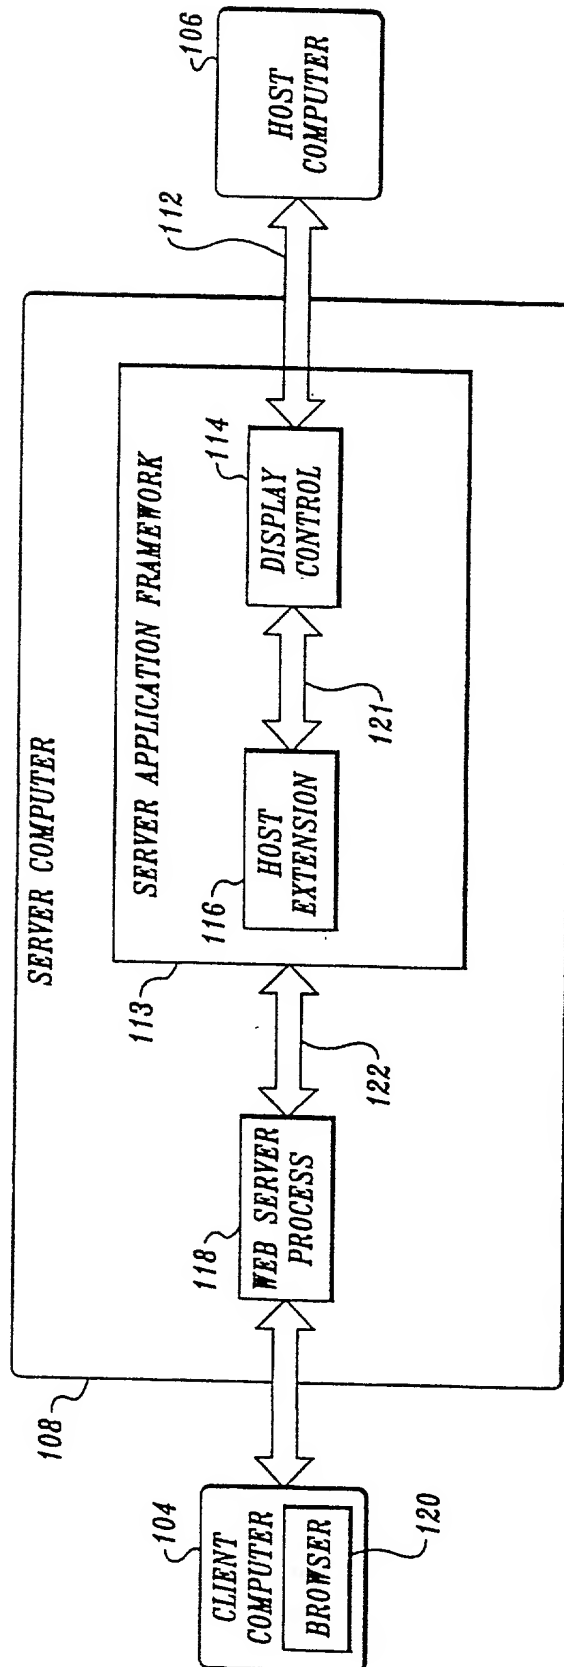 SERVER COMPUTER
108
SERVER APPLICATION FRAMEWORK
113
104
CLIENT
COMPUTER
BROWSER
120
118
WEB SERVER
PROCESS
122
116
HOST
EXTENSION
121
114
DISPLAY
CONTROL
112
106
HOST
COMPUTER